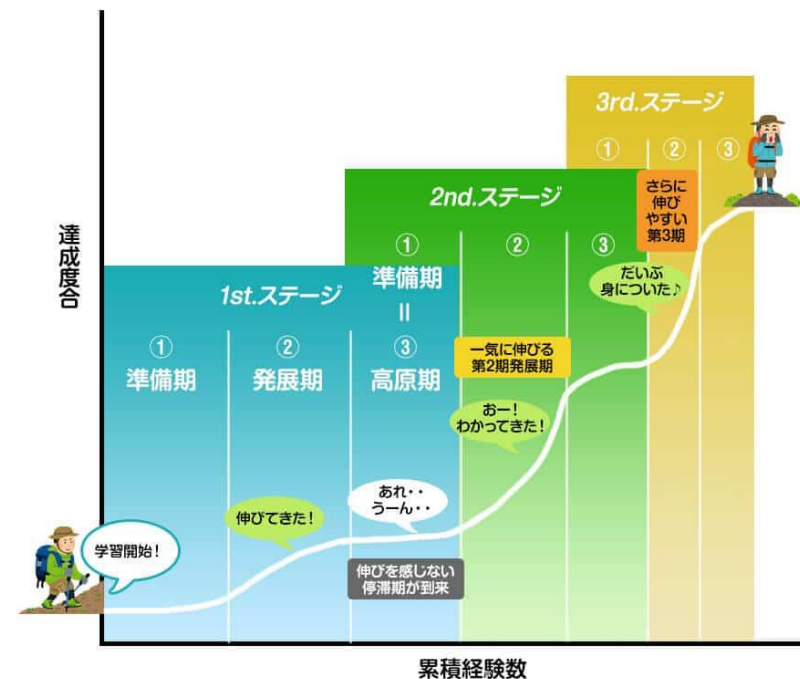 達成度合
1st.ステージ
①
準備期
②
発展期
③
高原期
2nd.ステージ
①
準備期
=
②
③
3rd.ステージ
①
②
③
学習開始！
伸びてきた！
あれ・・
うーん・・
伸びを感じない
停滞期が到来
一気に伸びる
第2期発展期
おー！
わかってきた！
だいぶ
身についた♪
さらに
伸び
やすい
第3期
累積経験数